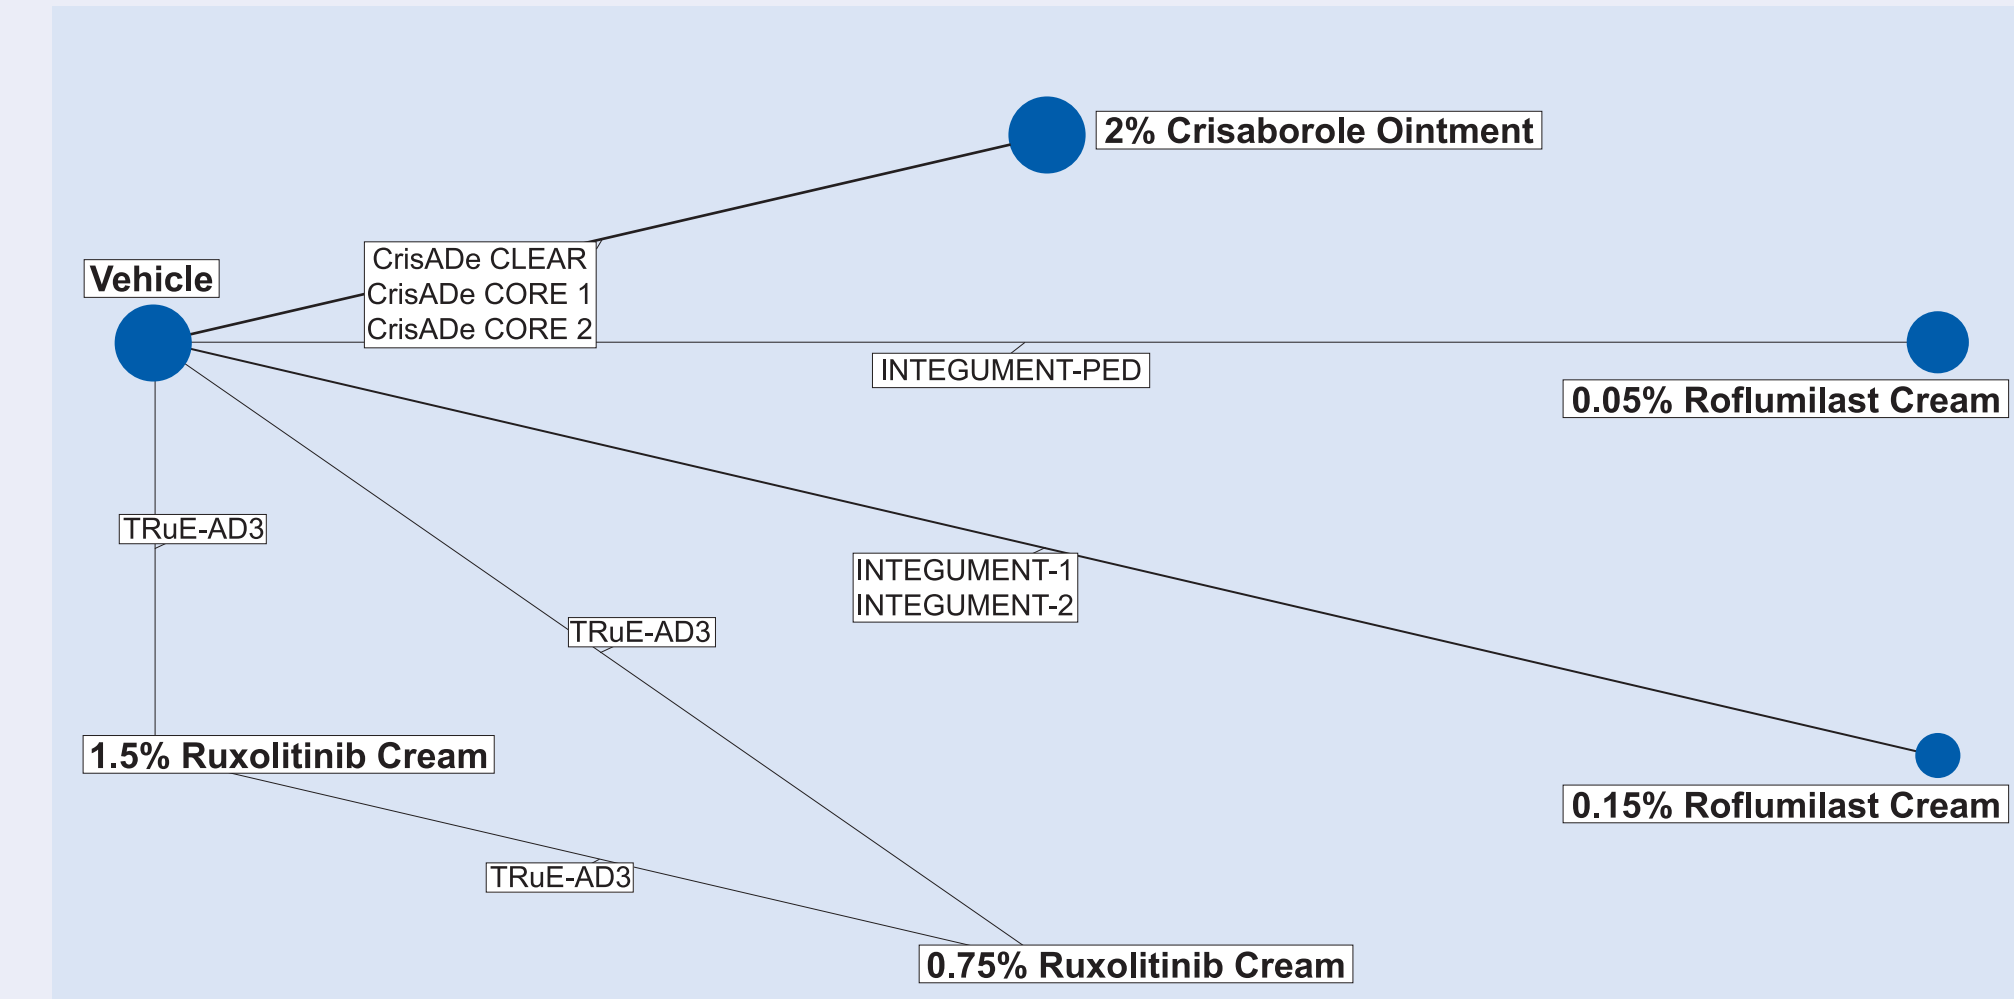 2% Crisaborole Ointment
Vehicle
CrisADe CLEAR
CrisADe CORE 1
CrisADe CORE 2
INTEGUMENT-PED
0.05% Roflumilast Cream
TRuE-AD3
INTEGUMENT-1
INTEGUMENT-2
TRuE-AD3
1.5% Ruxolitinib Cream
0.15% Roflumilast Cream
TRuE-AD3
0.75% Ruxolitinib Cream